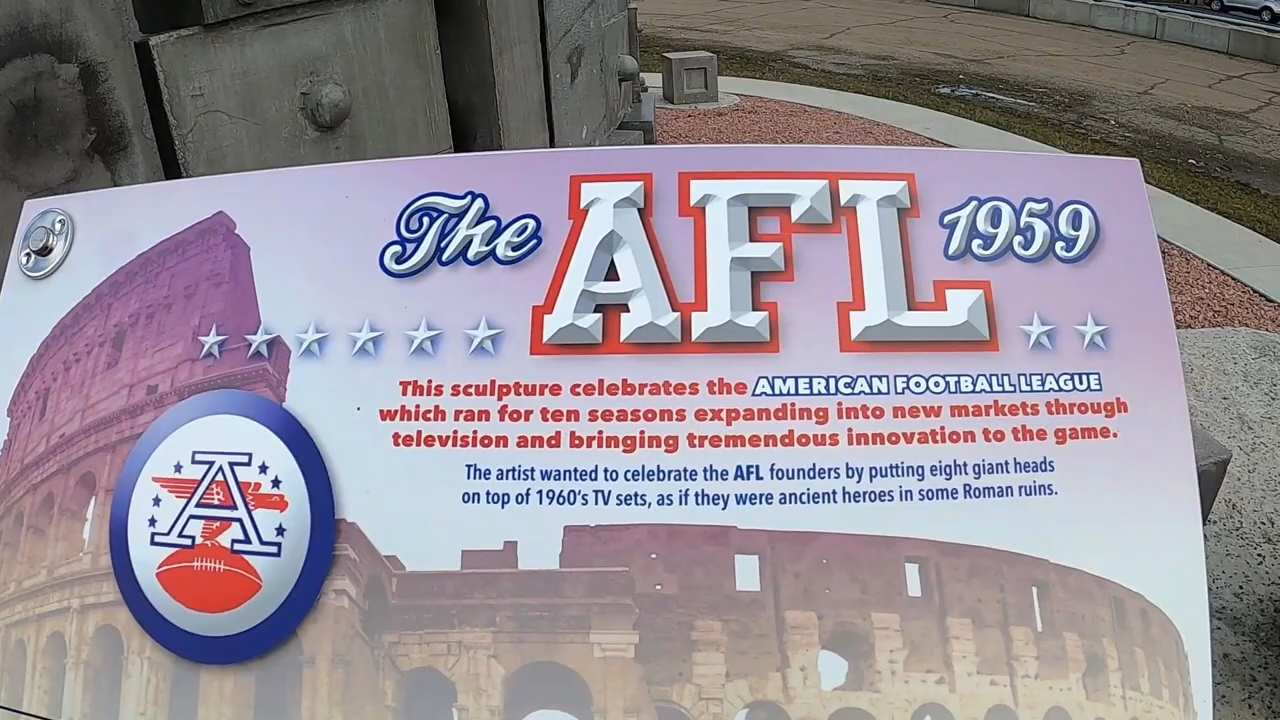 The AFL 1959
This sculpture celebrates the AMERICAN FOOTBALL LEAGUE
which ran for ten seasons expanding into new markets through
television and bringing tremendous innovation to the game.
The artist wanted to celebrate the AFL founders by putting eight giant heads
on top of 1960's TV sets, as if they were ancient heroes in some Roman ruins.
A